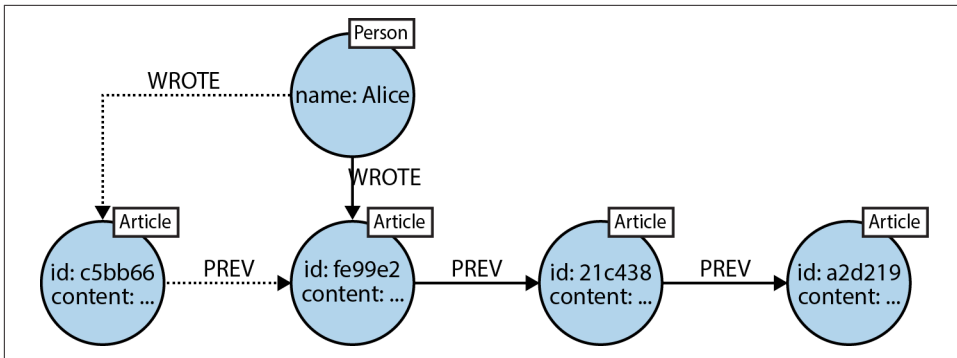 Person
WROTE
name: Alice
WROTE
Article
Article
Article
Article
id: c5bb66
content: ...
PREV
id: fe99e2
content: ...
PREV
id: 21c438
content: ...
PREV
id: a2d219
content: ...